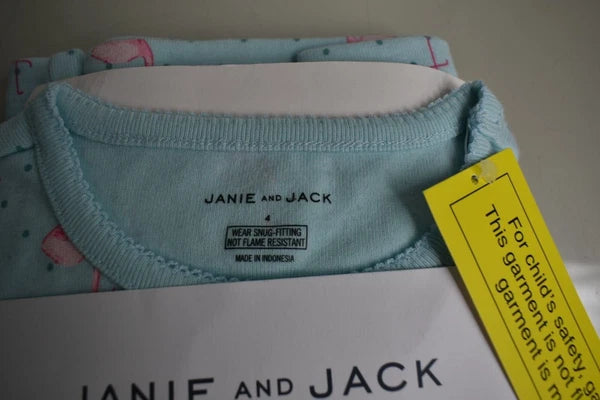 JANIE AND JACK
4
WEAR SNUG-FITTING
NOT FLAME RESISTANT
MADE IN INDONESIA
For child's safety,
This garment is not
garment is
JANIE AND JACK